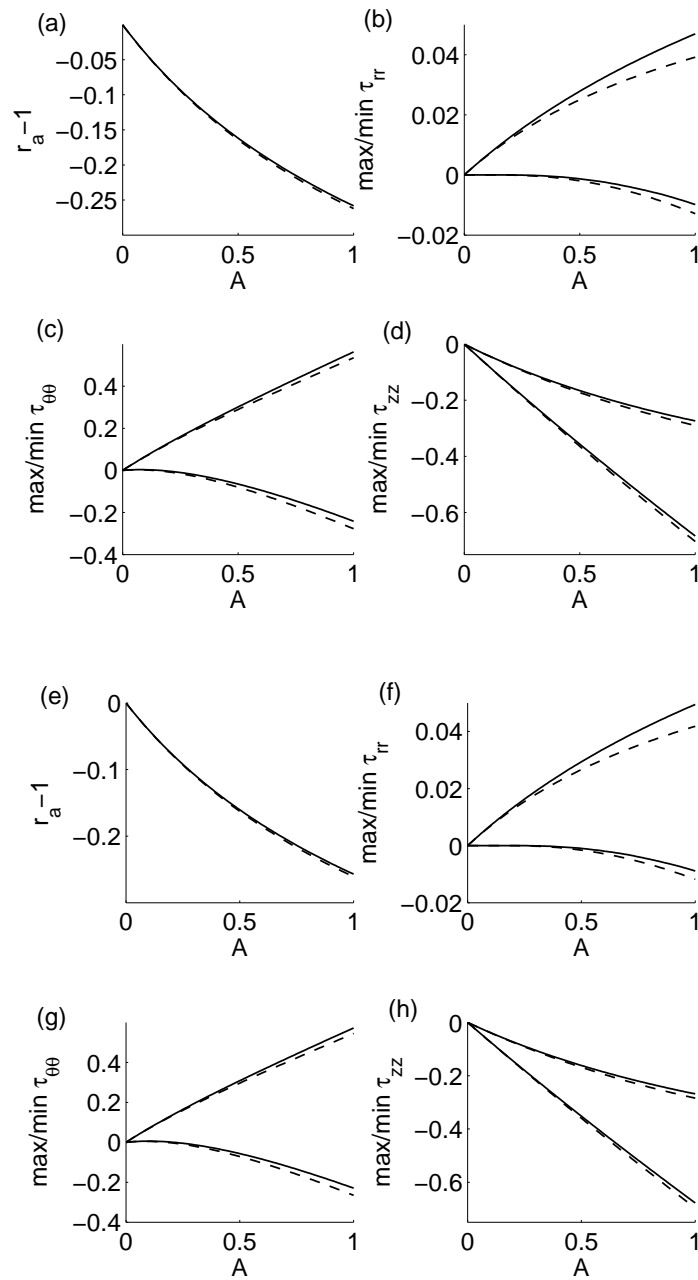 (a)
−0.05
−0.1
−0.15
−0.2
−0.25
r_a−1
0 0.5 1
A
(b)
0.04
0.02
0
−0.02
max/min τ_rr
0 0.5 1
A
(c)
0.4
0.2
0
−0.2
−0.4
max/min τ_θθ
0 0.5 1
A
(d)
0
−0.2
−0.4
−0.6
max/min τ_zz
0 0.5 1
A
(e)
0
−0.1
−0.2
r_a−1
0 0.5 1
A
(f)
0.04
0.02
0
−0.02
max/min τ_rr
0 0.5 1
A
(g)
0.4
0.2
0
−0.2
−0.4
max/min τ_θθ
0 0.5 1
A
(h)
0
−0.2
−0.4
−0.6
max/min τ_zz
0 0.5 1
A